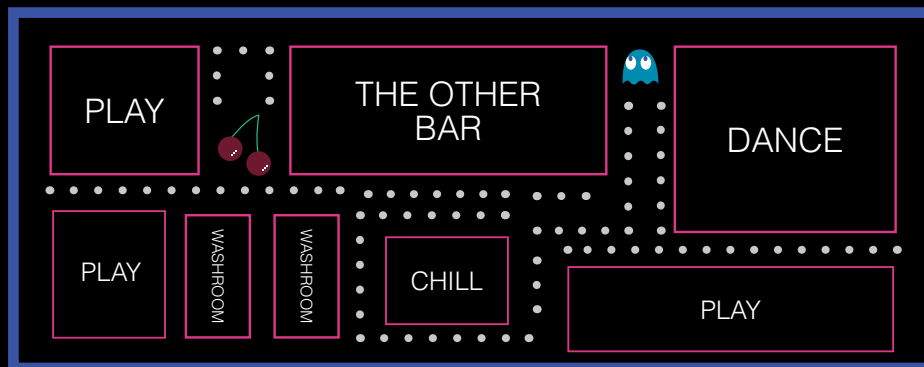 PLAY
THE OTHER
BAR
DANCE
PLAY
WASHROOM
WASHROOM
CHILL
PLAY